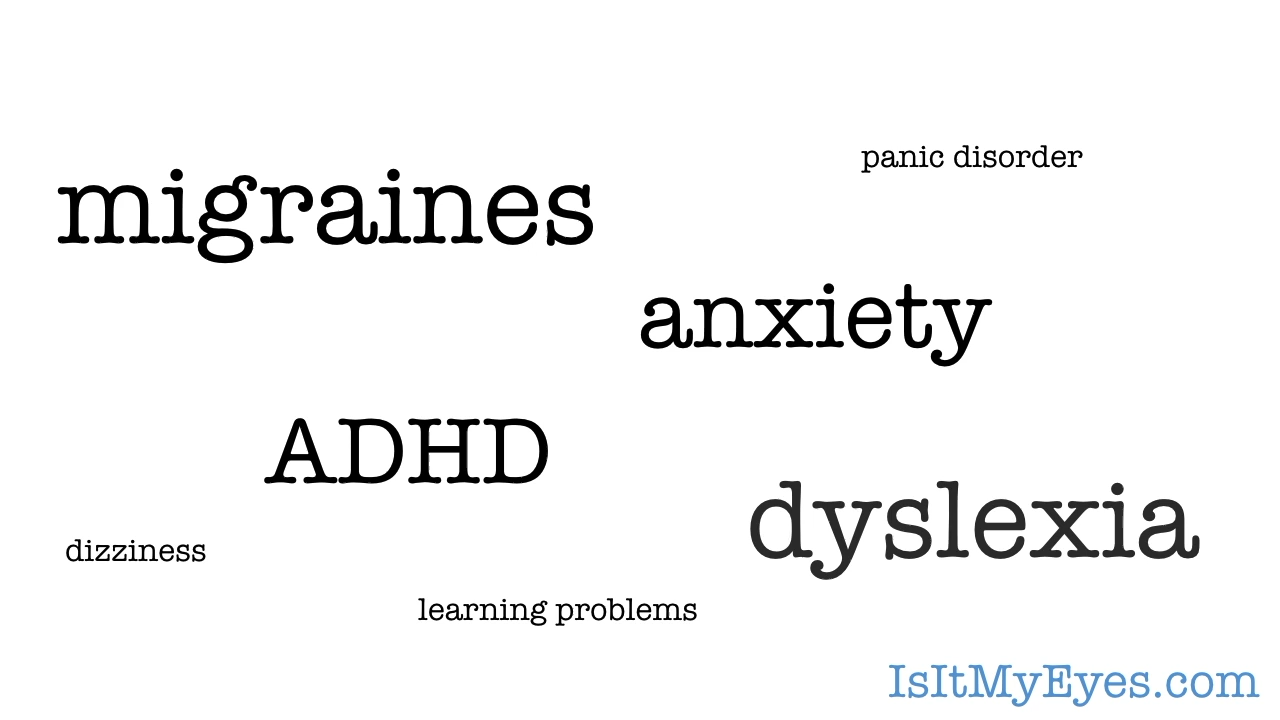 panic disorder
migraines
anxiety
ADHD
dyslexia
dizziness
learning problems
IsItMyEyes.com